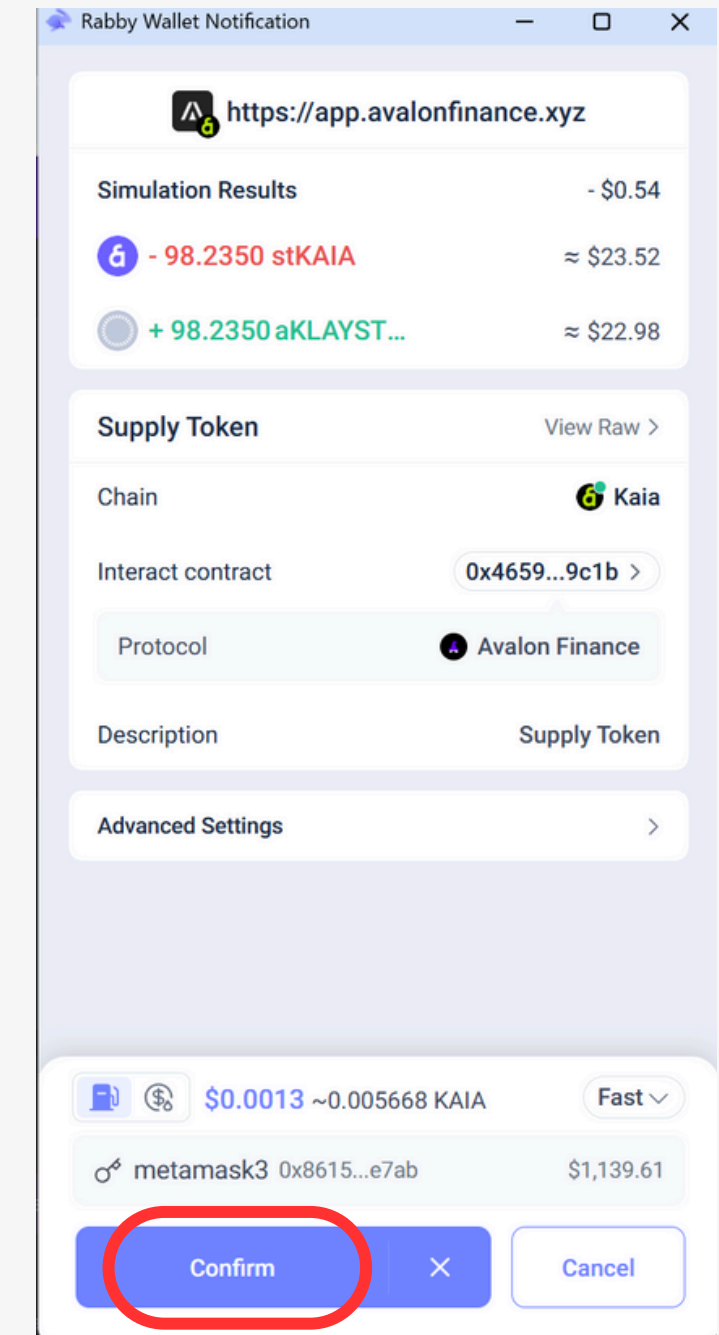 Rabby Wallet Notification
https://app.avalonfinance.xyz
Simulation Results - $0.54
- 98.2350 stKAIA ≈ $23.52
+ 98.2350 aKLAYST... ≈ $22.98
Supply Token View Raw >
Chain Kaia
Interact contract 0x4659...9c1b >
Protocol Avalon Finance
Description Supply Token
Advanced Settings >
$0.0013 ~0.005668 KAIA Fast
metamask3 0x8615...e7ab $1,139.61
Confirm Cancel